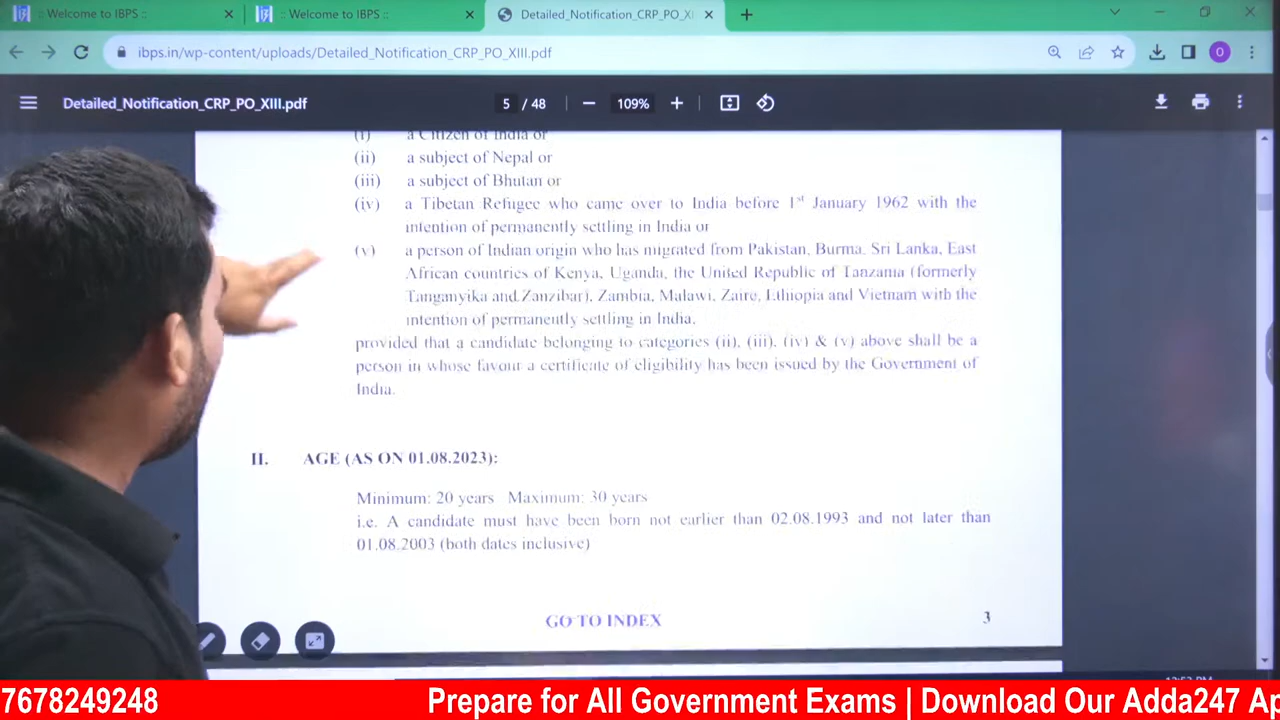 :: Welcome to IBPS ::
:: Welcome to IBPS ::
Detailed_Notification_CRP_PO_XI
ibps.in/wp-content/uploads/Detailed_Notification_CRP_PO_XIII.pdf
O
Detailed_Notification_CRP_PO_XIII.pdf
5 / 48
109%
(i) a Citizen of India or
(ii) a subject of Nepal or
(iii) a subject of Bhutan or
(iv) a Tibetan Refugee who came over to India before 1st January 1962 with the
intention of permanently settling in India or
(v) a person of Indian origin who has migrated from Pakistan, Burma, Sri Lanka, East
African countries of Kenya, Uganda, the United Republic of Tanzania (formerly
Tanganyika and Zanzibar), Zambia, Malawi, Zaire, Ethiopia and Vietnam with the
intention of permanently settling in India,
provided that a candidate belonging to categories (ii), (iii), (iv) & (v) above shall be a
person in whose favour a certificate of eligibility has been issued by the Government of
India.
II. AGE (AS ON 01.08.2023):
Minimum: 20 years Maximum: 30 years
i.e. A candidate must have been born not earlier than 02.08.1993 and not later than
01.08.2003 (both dates inclusive)
GO TO INDEX
3
7678249248
Prepare for All Government Exams | Download Our Adda247 Ap